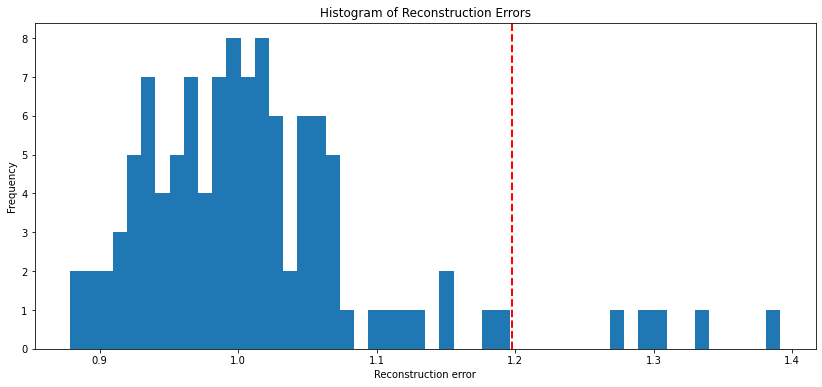 Histogram of Reconstruction Errors
8
7
6
5
4
3
2
1
0
Frequency
0.9 1.0 1.1 1.2 1.3 1.4
Reconstruction error